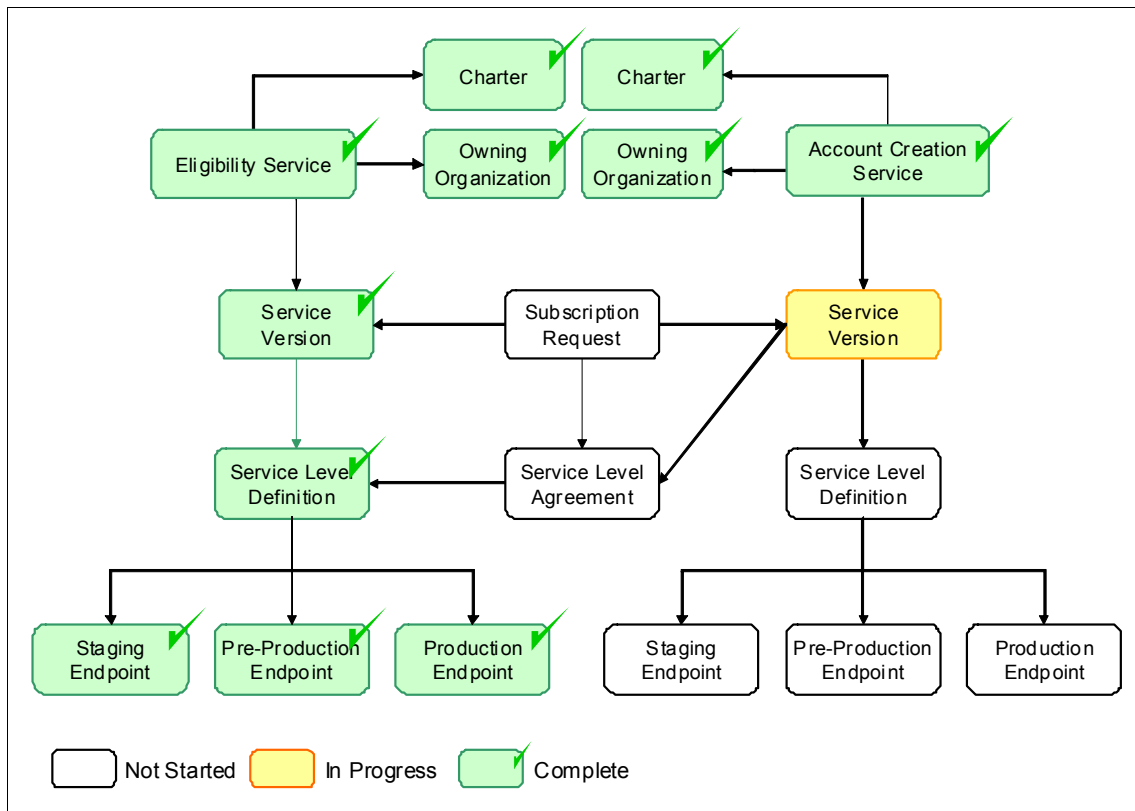 Charter
Charter
Eligibility Service
Owning
Organization
Owning
Organization
Account Creation
Service
Service
Version
Subscription
Request
Service
Version
Service Level
Definition
Service Level
Agreement
Service Level
Definition
Staging
Endpoint
Pre-Production
Endpoint
Production
Endpoint
Staging
Endpoint
Pre-Production
Endpoint
Production
Endpoint
Not Started
In Progress
Complete